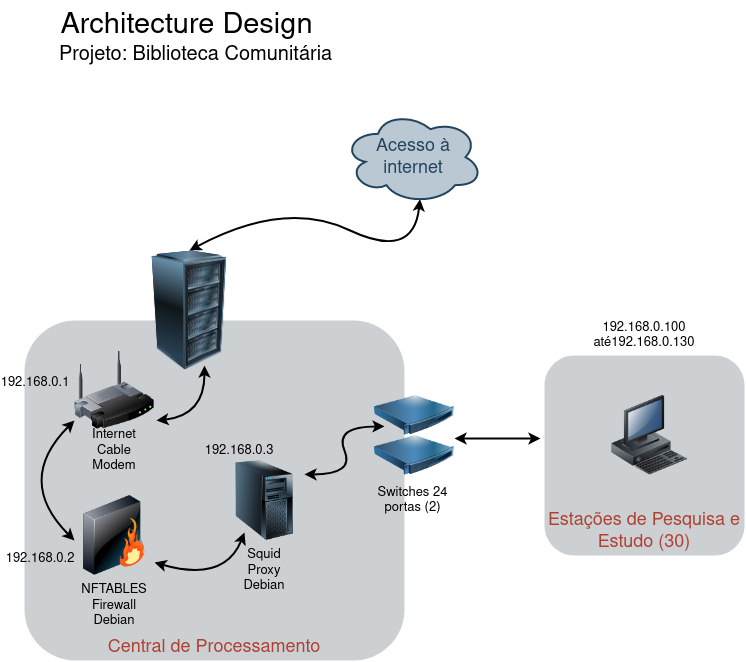 Architecture Design
Projeto: Biblioteca Comunitária
Acesso à
internet
192.168.0.100
até192.168.0.130
192.168.0.1
Internet
Cable
Modem
192.168.0.3
Switches 24
portas (2)
Estações de Pesquisa e
Estudo (30)
192.168.0.2
NFTABLES
Firewall
Debian
Squid
Proxy
Debian
Central de Processamento